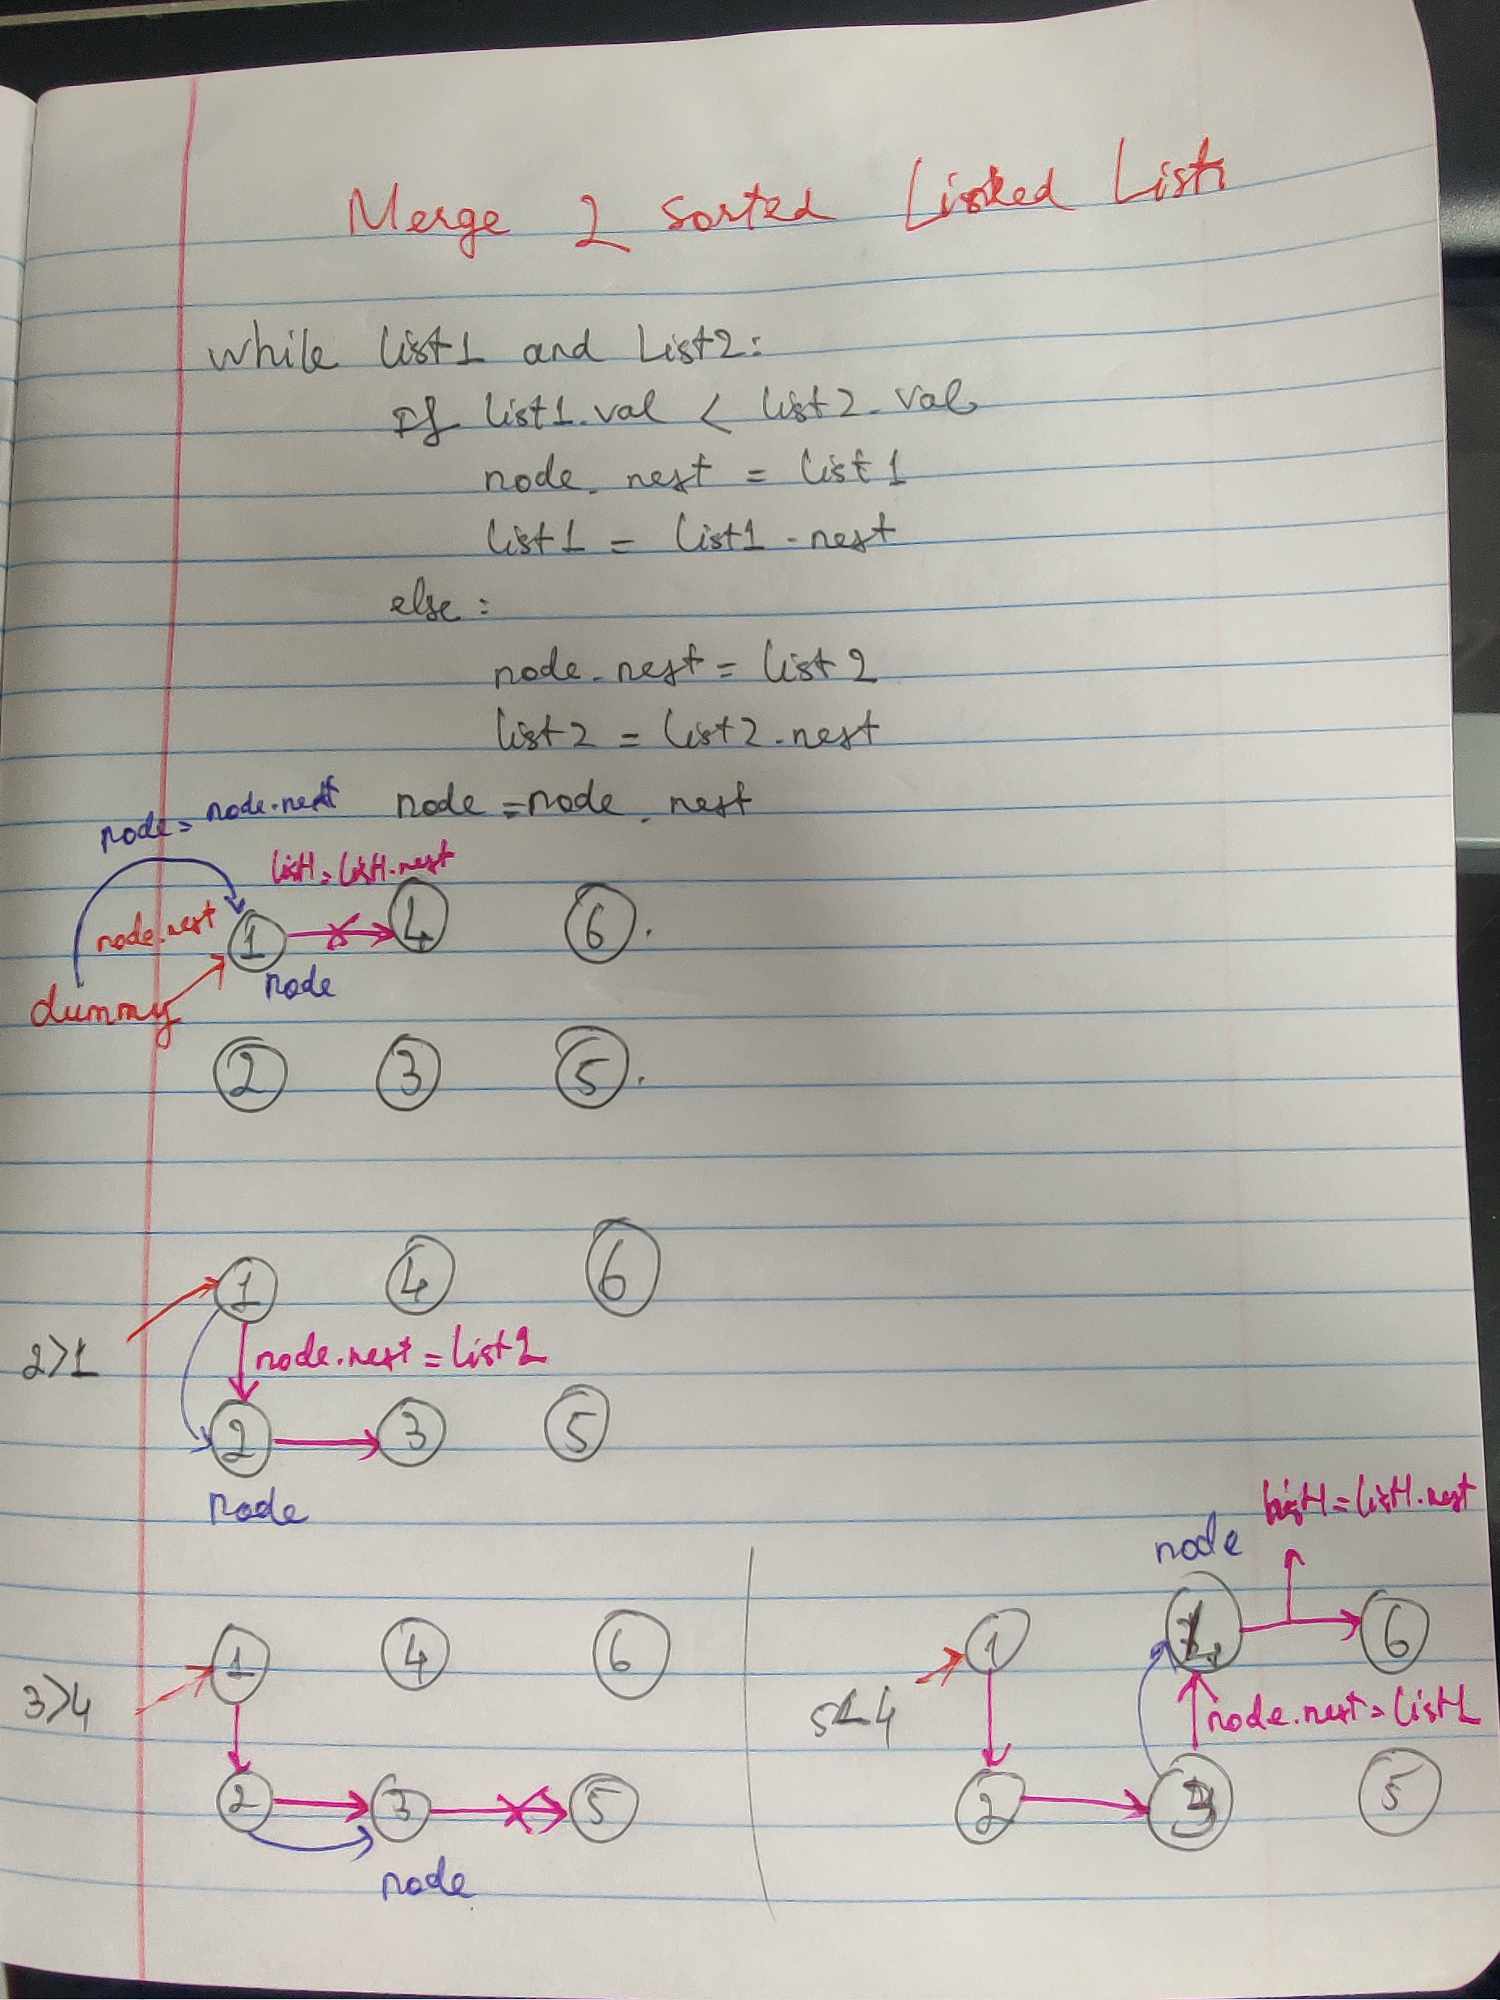 Merge 2 sorted Linked List
while list1 and List2:
If list1.val < list2.val
node.next = list1
list1 = list1.next
else:
node.next = list2
list2 = list2.next
node = node.next
node = node.next
list1 = list1.next
node.next
1 4 6
node
dummy
2 3 5
1 4 6
2>1
node.next = list2
2 3 5
node
1 4 6
3>4
2 3 5
node
list1 = list1.next
node
1 6
5<4
node.next = list1
2 3 5